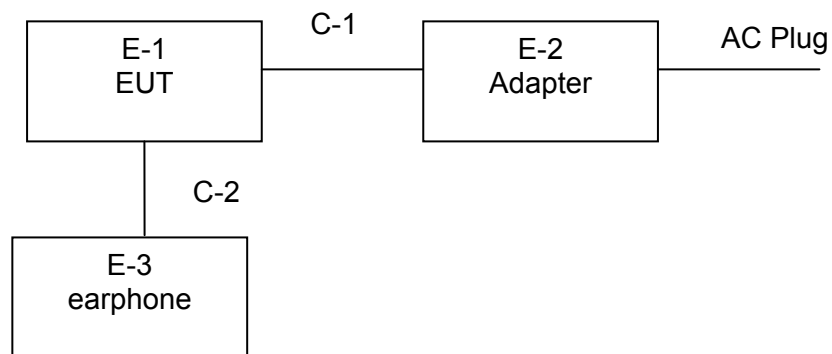 C-1
E-1
EUT
E-2
Adapter
AC Plug
C-2
E-3
earphone